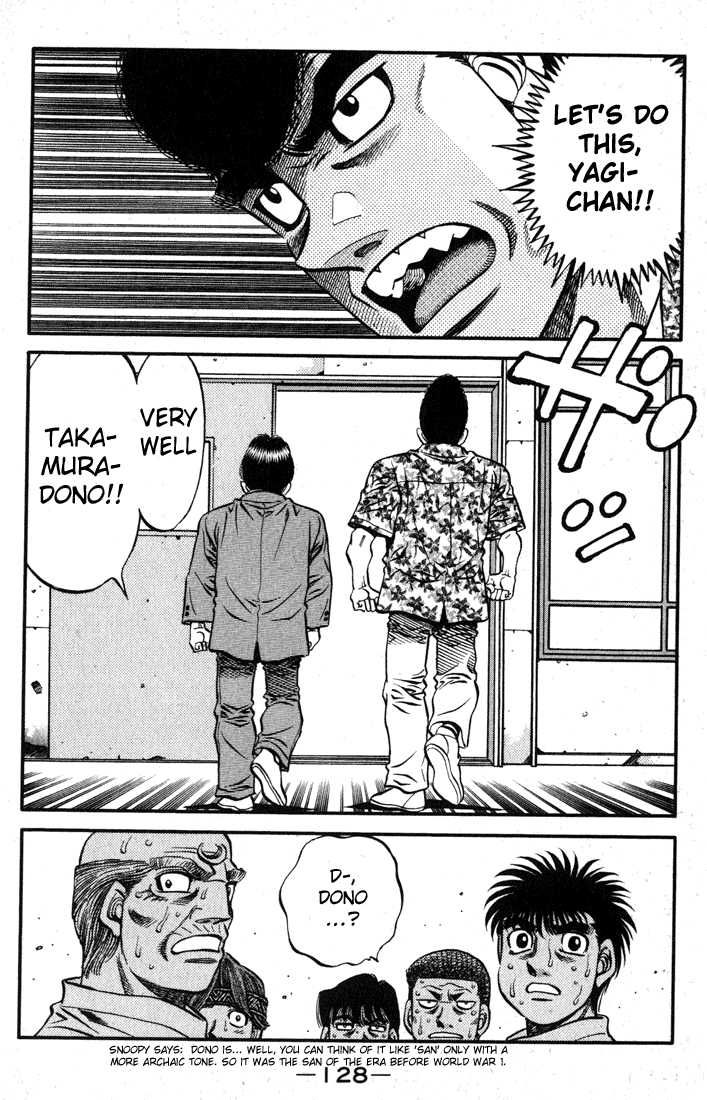 LET'S DO
THIS,
YAGI-
CHAN!!
ザッ
VERY
WELL
TAKA-
MURA-
DONO!!
D-,
DONO
...?
SNOOPY SAYS: DONO IS... WELL, YOU CAN THINK OF IT LIKE 'SAN' ONLY WITH A
MORE ARCHAIC TONE. SO IT WAS THE SAN OF THE ERA BEFORE WORLD WAR 1.
—128—